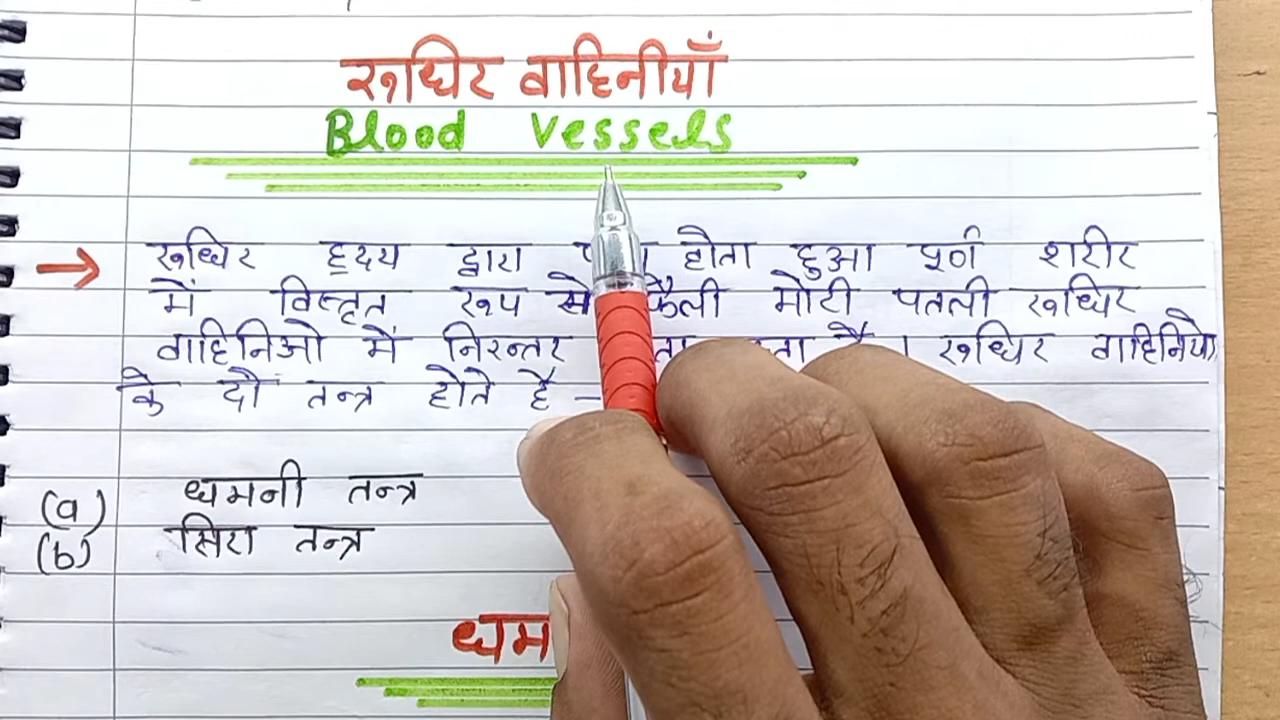 रुधिर वाहिनीयाँ
Blood Vessels
रुधिर हृदय द्वारा होता हुआ पूर्ण शरीर
में विस्तृत रूप से फैली मोटी पतली रुधिर
वाहिनिओ में निरन्तर है । रुधिर वाहिनियो
के दो तन्त्र होते है –
(a) धमनी तन्त्र
(b) सिरा तन्त्र